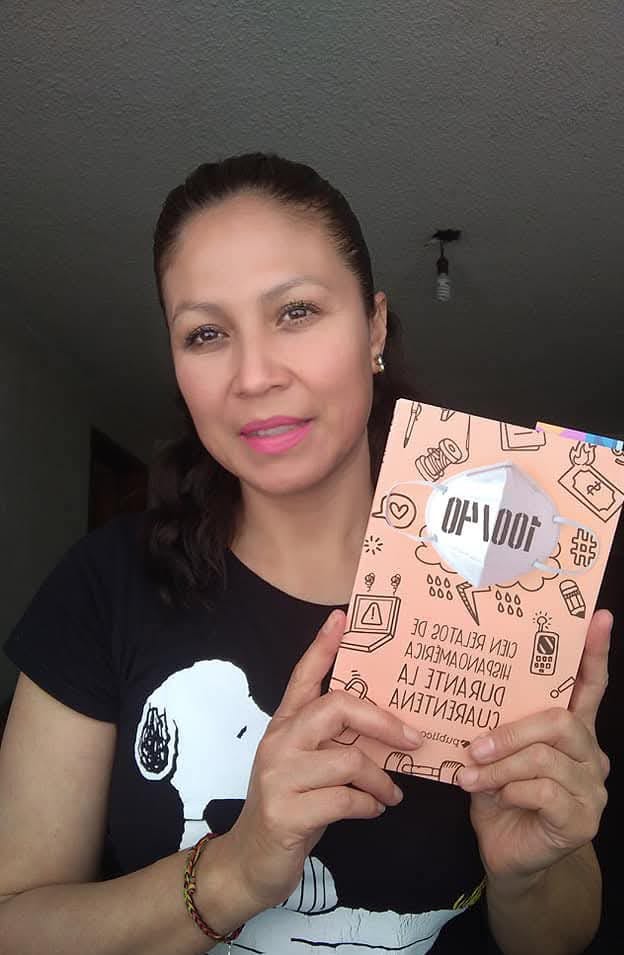 100/40
CIEN RELATOS DE
HISPANOAMÉRICA
DURANTE LA
CUARENTENA